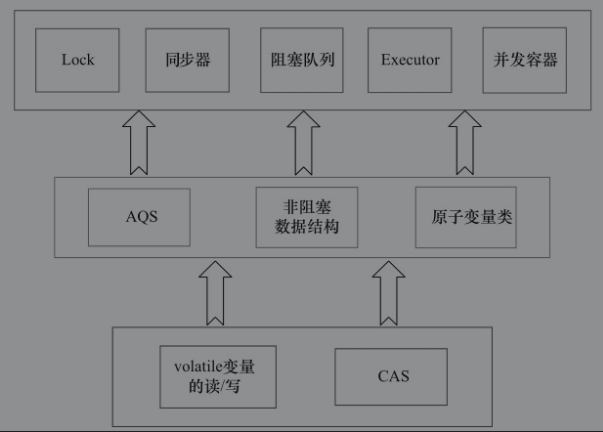 Lock
同步器
阻塞队列
Executor
并发容器
AQS
非阻塞
数据结构
原子变量类
volatile变量
的读/写
CAS